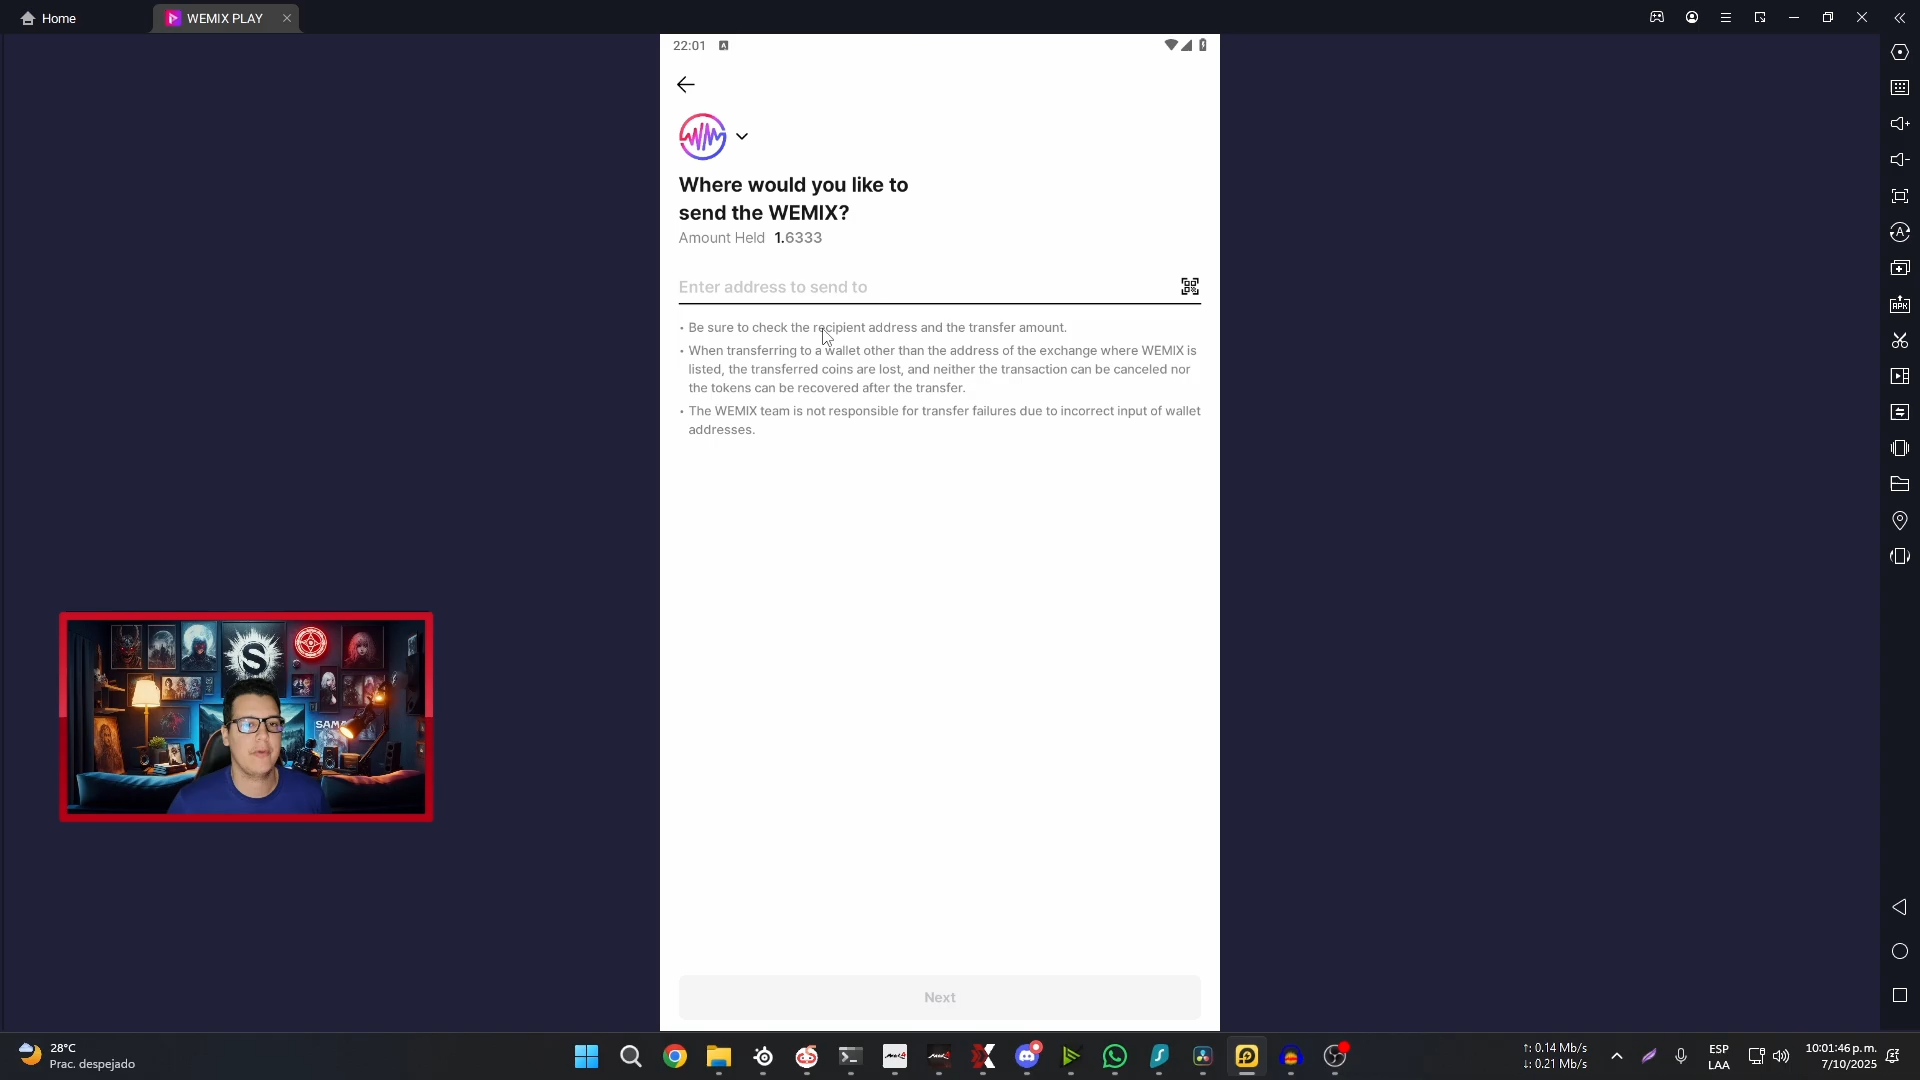 Home
WEMIX PLAY
22:01
Where would you like to
send the WEMIX?
Amount Held 1.6333
Enter address to send to
• Be sure to check the recipient address and the transfer amount.
• When transferring to a wallet other than the address of the exchange where WEMIX is
listed, the transferred coins are lost, and neither the transaction can be canceled nor
the tokens can be recovered after the transfer.
• The WEMIX team is not responsible for transfer failures due to incorrect input of wallet
addresses.
Next
28°C
Prac. despejado
↑: 0.14 Mb/s
↓: 0.21 Mb/s
ESP
LAA
10:01:46 p. m.
7/10/2025